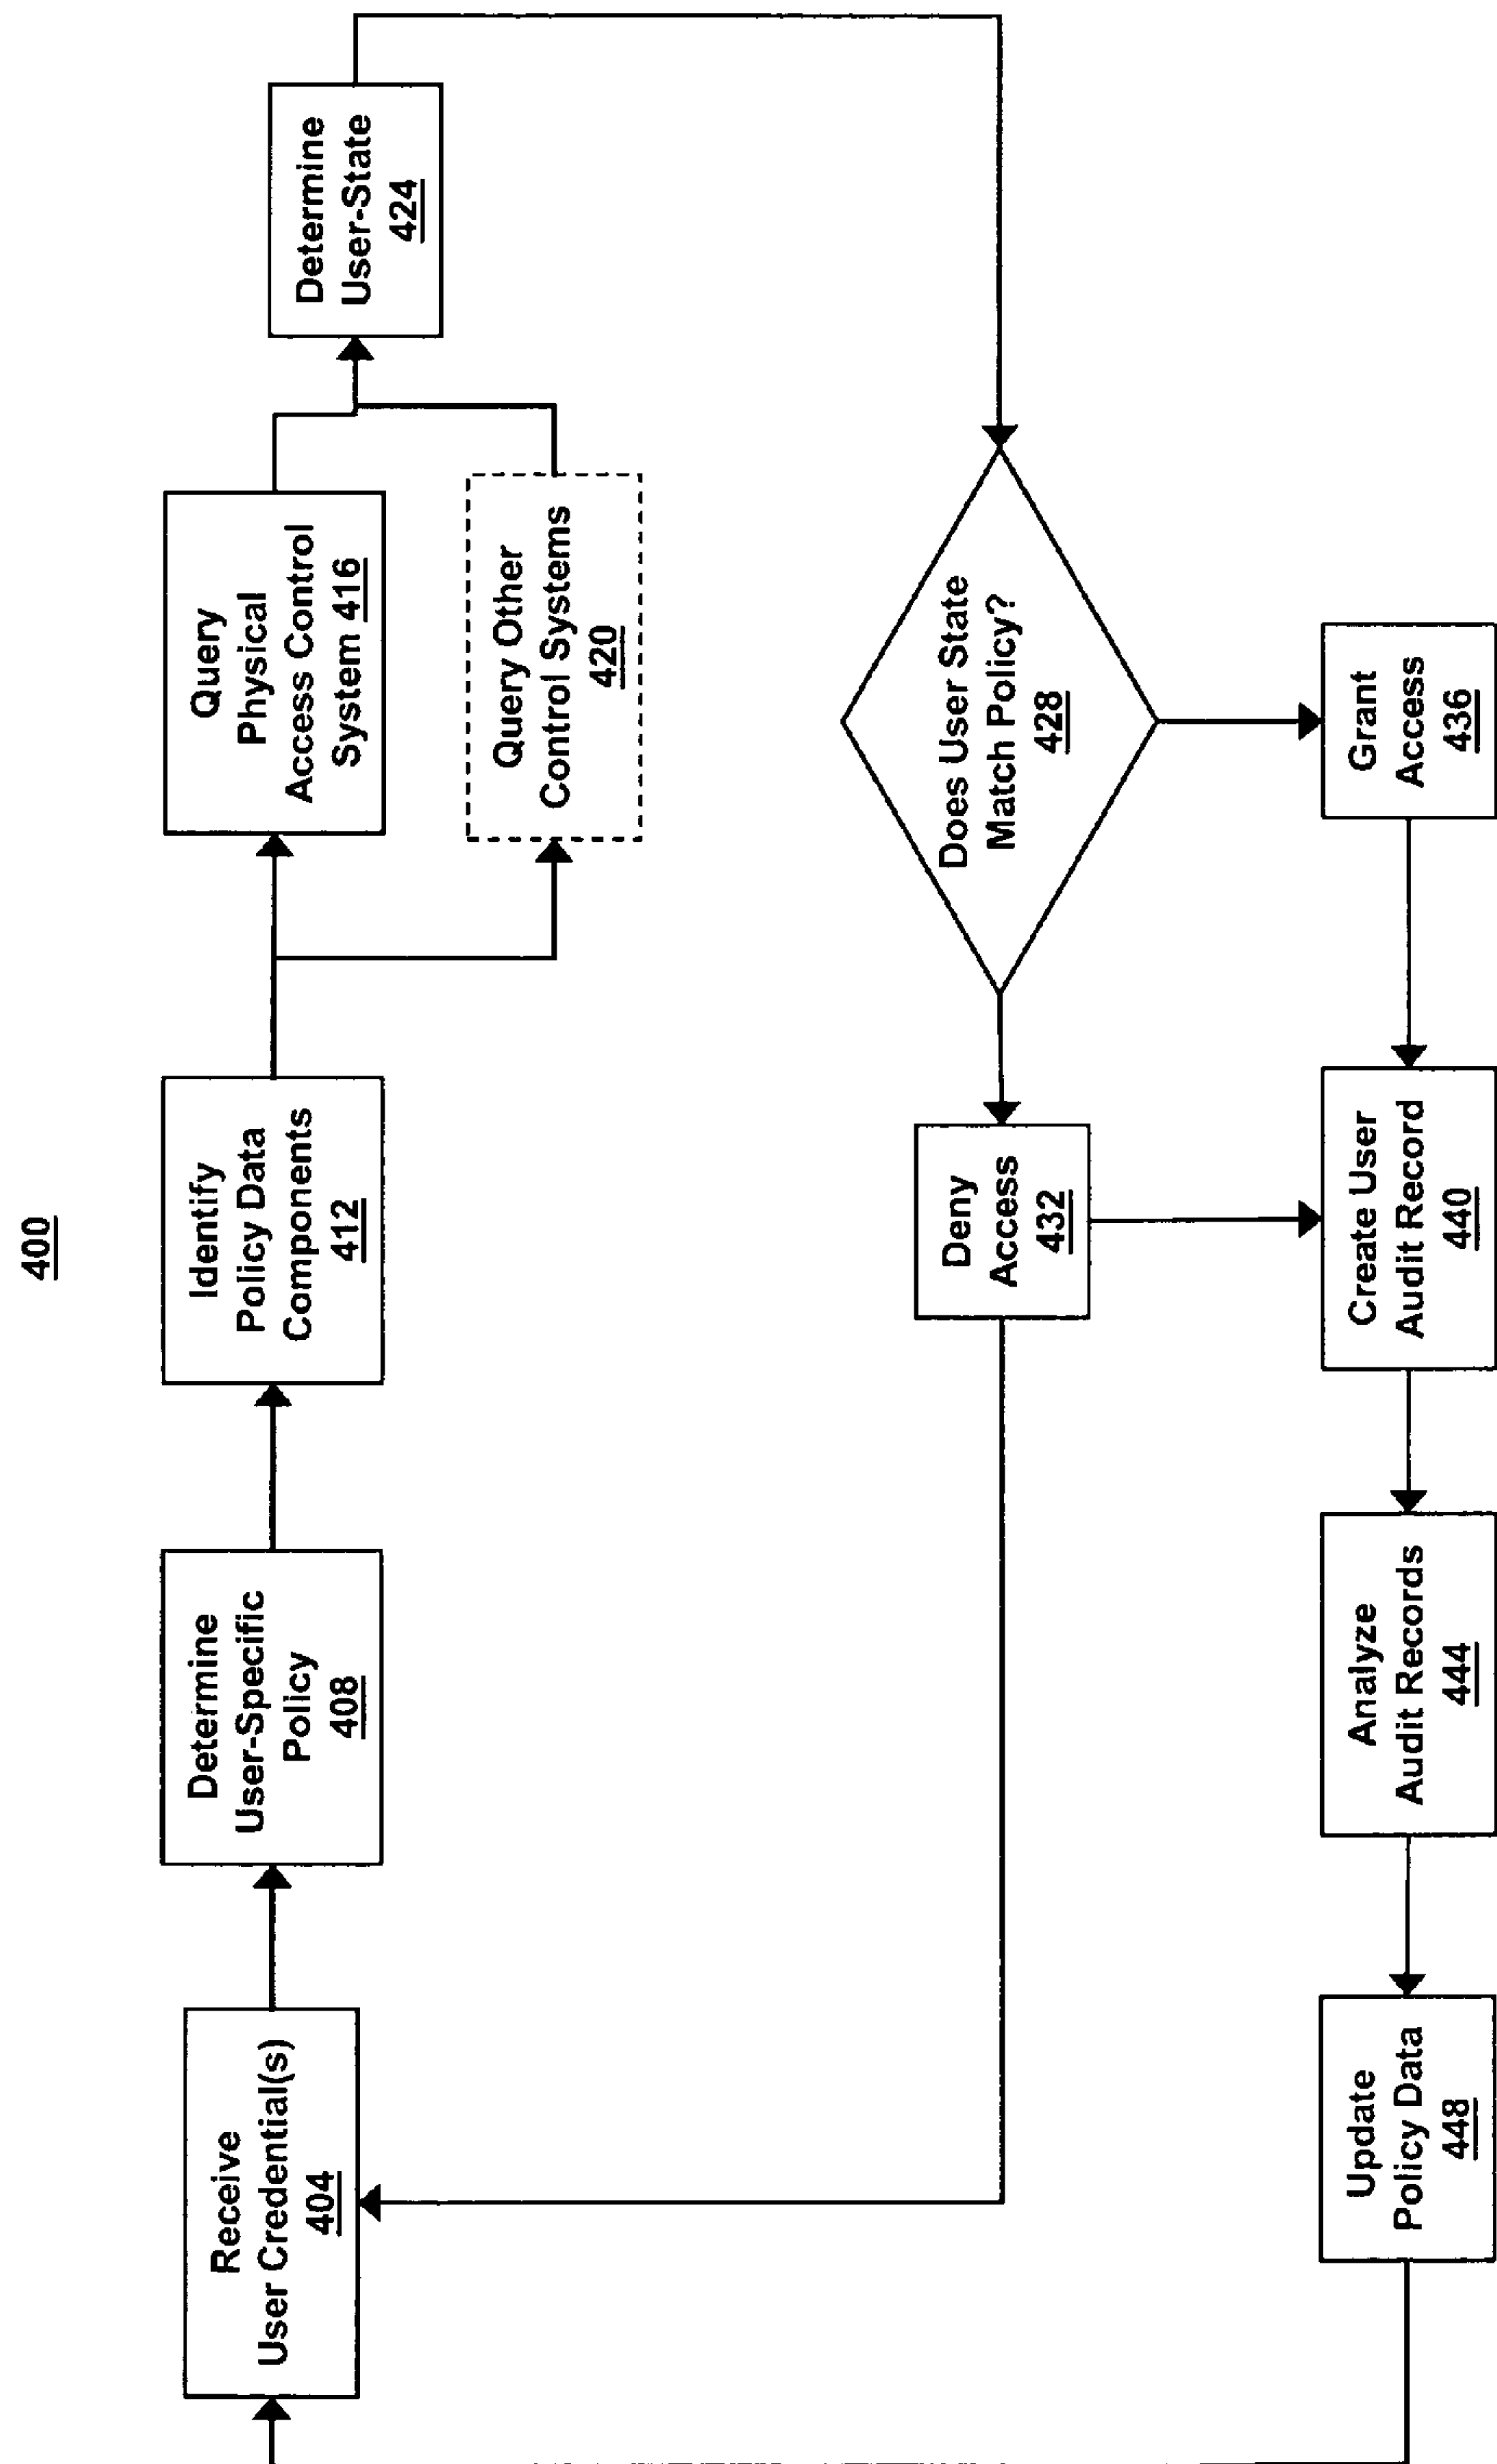 400
Receive
User Credential(s)
404
Determine
User-Specific
Policy
408
Identify
Policy Data
Components
412
Query
Physical
Access Control
System 416
Query Other
Control Systems
420
Determine
User-State
424
Does User State
Match Policy?
428
Deny
Access
432
Grant
Access
436
Create User
Audit Record
440
Analyze
Audit Records
444
Update
Policy Data
448